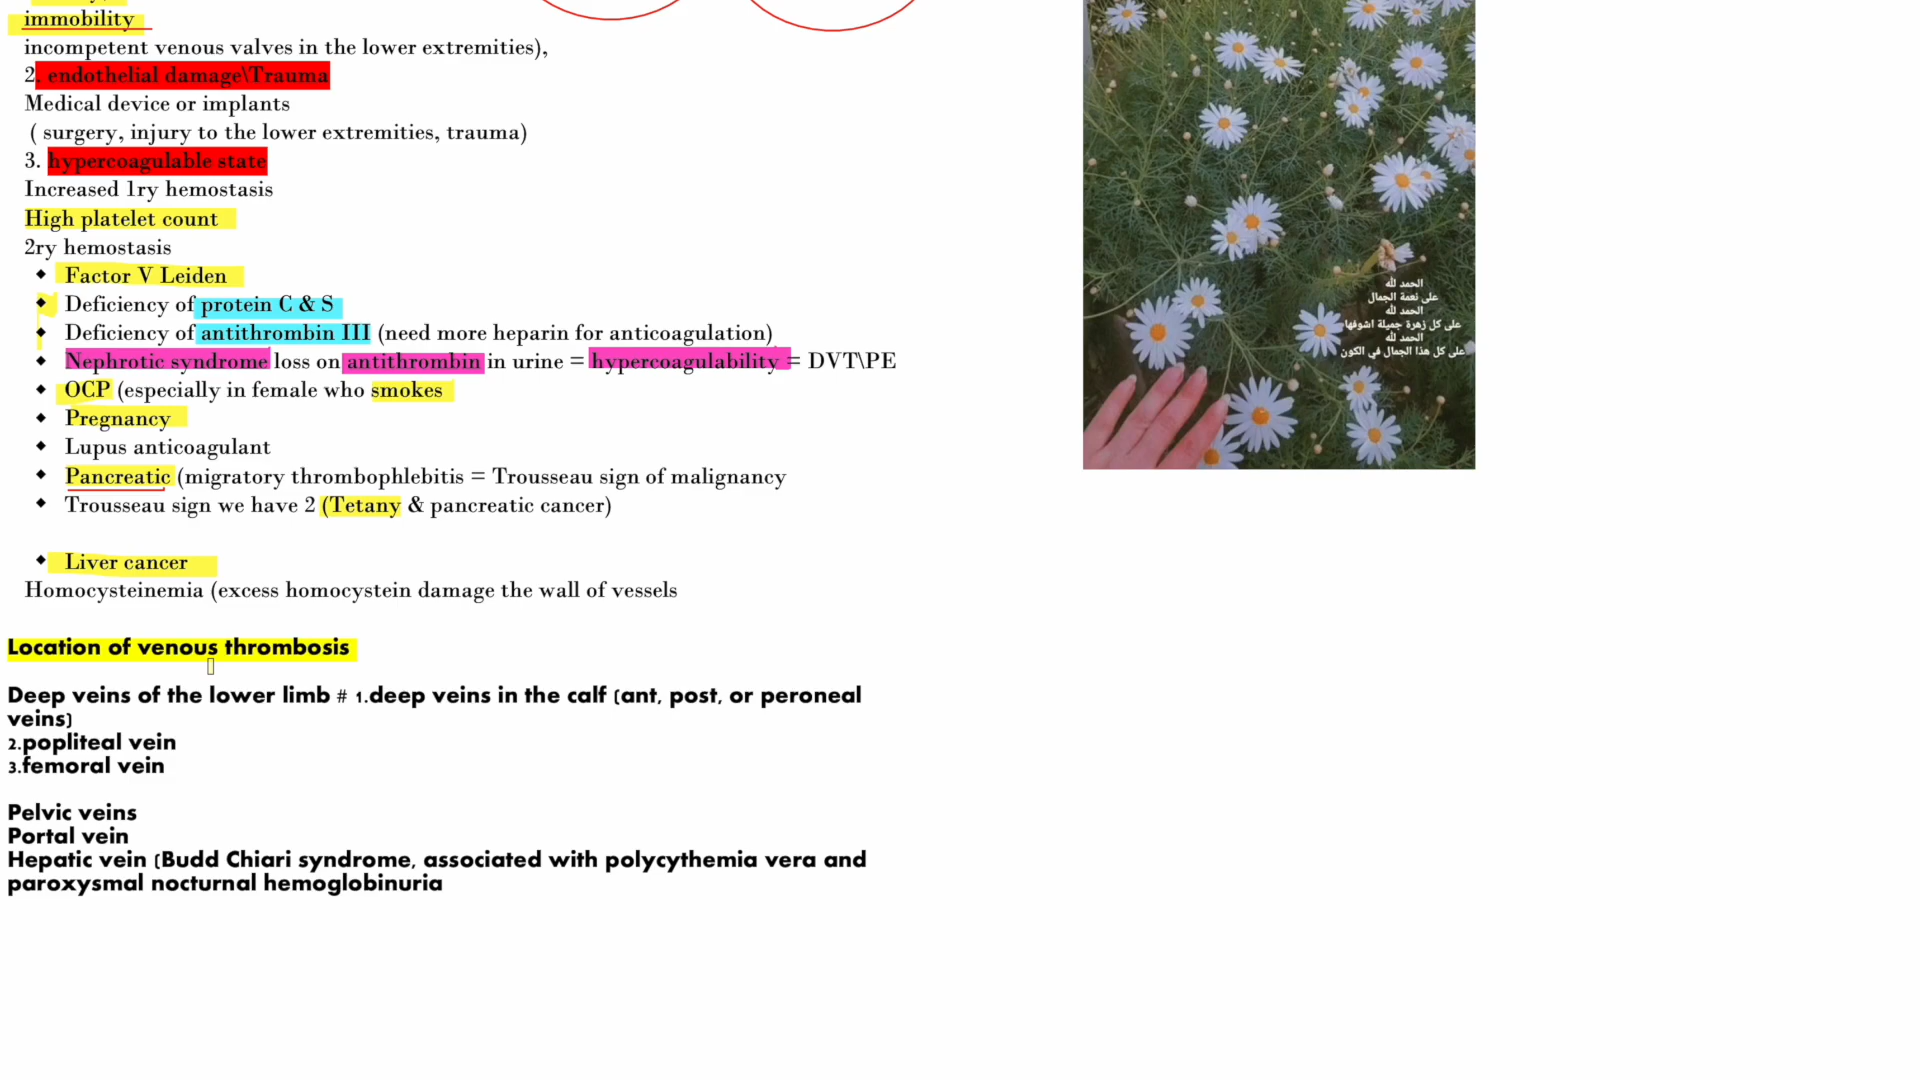 immobility
incompetent venous valves in the lower extremities),
2. endothelial damage\Trauma
Medical device or implants
( surgery, injury to the lower extremities, trauma)
3. hypercoagulable state
Increased 1ry hemostasis
High platelet count
2ry hemostasis
◆ Factor V Leiden
◆ Deficiency of protein C & S
◆ Deficiency of antithrombin III (need more heparin for anticoagulation)
◆ Nephrotic syndrome loss on antithrombin in urine = hypercoagulability = DVT\PE
◆ OCP (especially in female who smokes
◆ Pregnancy
◆ Lupus anticoagulant
◆ Pancreatic (migratory thrombophlebitis = Trousseau sign of malignancy
◆ Trousseau sign we have 2 (Tetany & pancreatic cancer)
◆ Liver cancer
Homocysteinemia (excess homocystein damage the wall of vessels
Location of venous thrombosis
Deep veins of the lower limb # 1.deep veins in the calf (ant, post, or peroneal
veins)
2.popliteal vein
3.femoral vein
Pelvic veins
Portal vein
Hepatic vein (Budd Chiari syndrome, associated with polycythemia vera and
paroxysmal nocturnal hemoglobinuria
الحمد لله
على نعمة الجمال
الحمد لله
على كل زهرة جميلة اشوفها
الحمد لله
على كل هذا الجمال في الكون